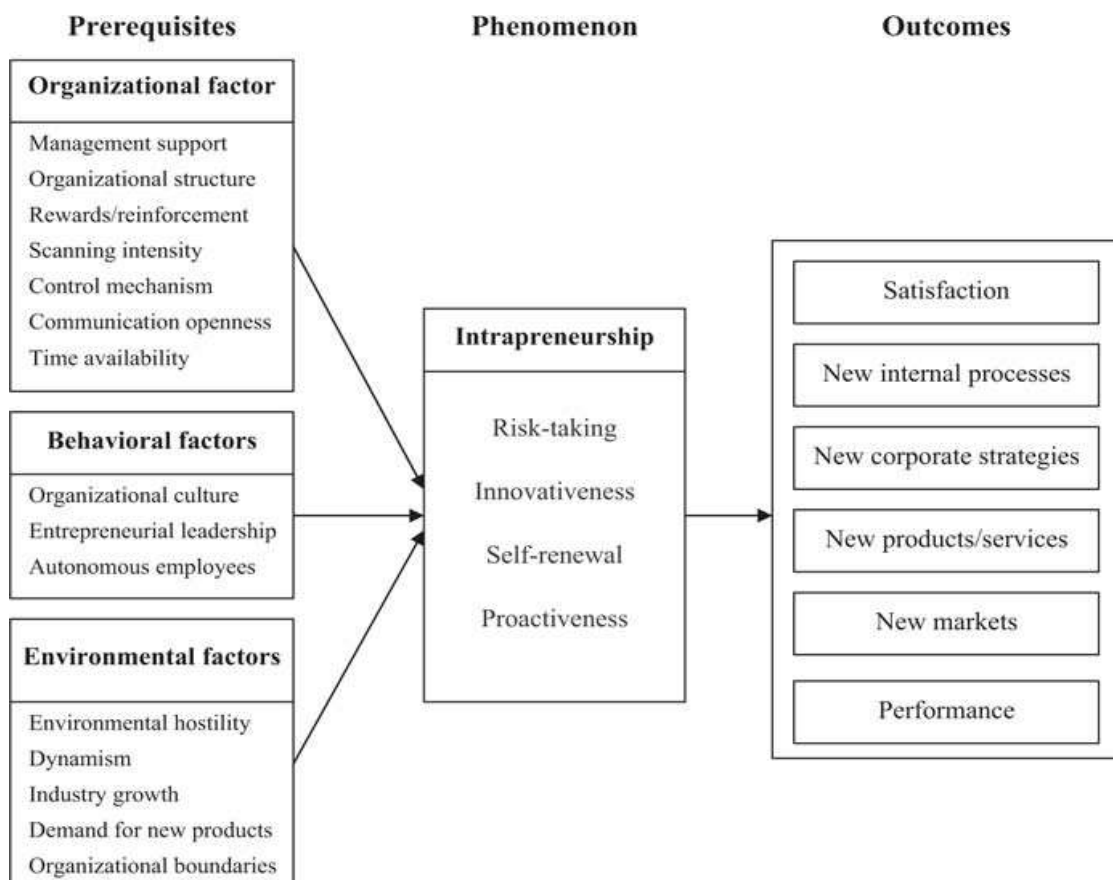 Prerequisites
Phenomenon
Outcomes
Organizational factor
Management support
Organizational structure
Rewards/reinforcement
Scanning intensity
Control mechanism
Communication openness
Time availability
Behavioral factors
Organizational culture
Entrepreneurial leadership
Autonomous employees
Environmental factors
Environmental hostility
Dynamism
Industry growth
Demand for new products
Organizational boundaries
Intrapreneurship
Risk-taking
Innovativeness
Self-renewal
Proactiveness
Satisfaction
New internal processes
New corporate strategies
New products/services
New markets
Performance